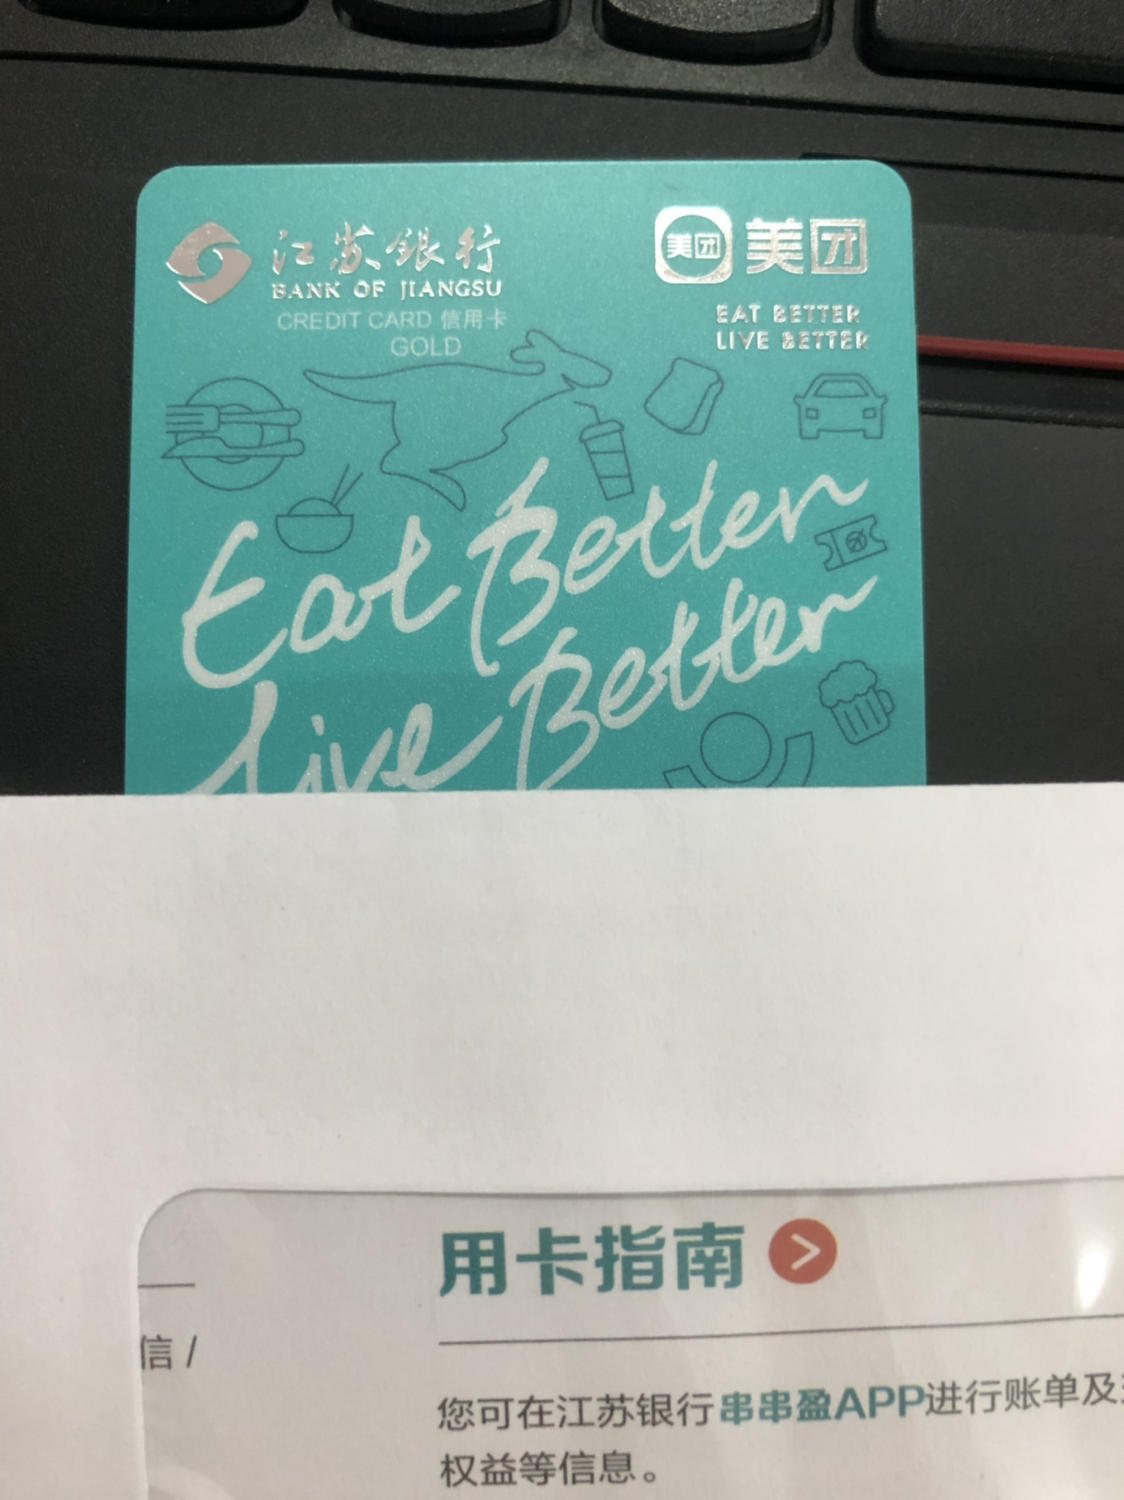 江苏银行
BANK OF JIANGSU
CREDIT CARD 信用卡
GOLD
美团 美团
EAT BETTER
LIVE BETTER
Eat Better
Live Better
用卡指南
信 /
您可在江苏银行串串盈APP进行账单及
权益等信息。